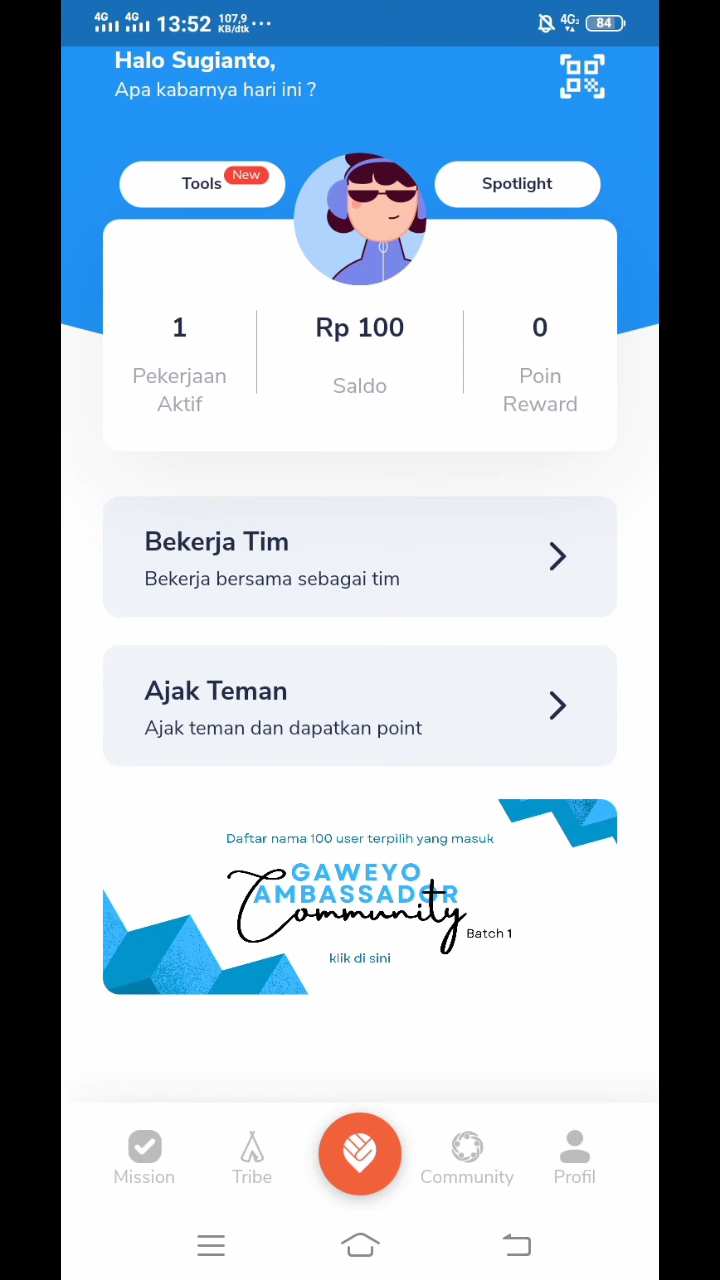 4G 4G 13:52 107,9 KB/dtk ... 4G2 84
Halo Sugianto,
Apa kabarnya hari ini ?
Tools New
Spotlight
1
Pekerjaan
Aktif
Rp 100
Saldo
0
Poin
Reward
Bekerja Tim
Bekerja bersama sebagai tim
Ajak Teman
Ajak teman dan dapatkan point
Daftar nama 100 user terpilih yang masuk
GAWEYO
AMBASSADOR
Community
Batch 1
klik di sini
Mission
Tribe
Community
Profil